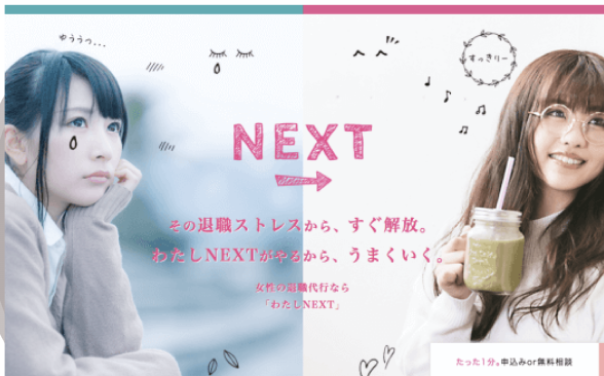 ゆううつ...
すっきりー
NEXT
その退職ストレスから、すぐ解放。
わたしNEXTがやるから、うまくいく。
女性の退職代行なら
「わたしNEXT」
たった1分。申込みor無料相談